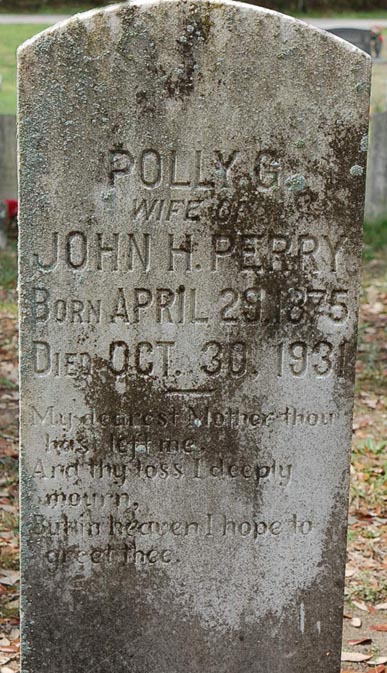 POLLY G.
WIFE OF
JOHN H. PERRY
BORN APRIL 29, 1875
DIED OCT. 30, 1931
My dearest Mother thou
hast left me,
And thy loss I deeply
mourn,
But in heaven I hope to
greet thee.